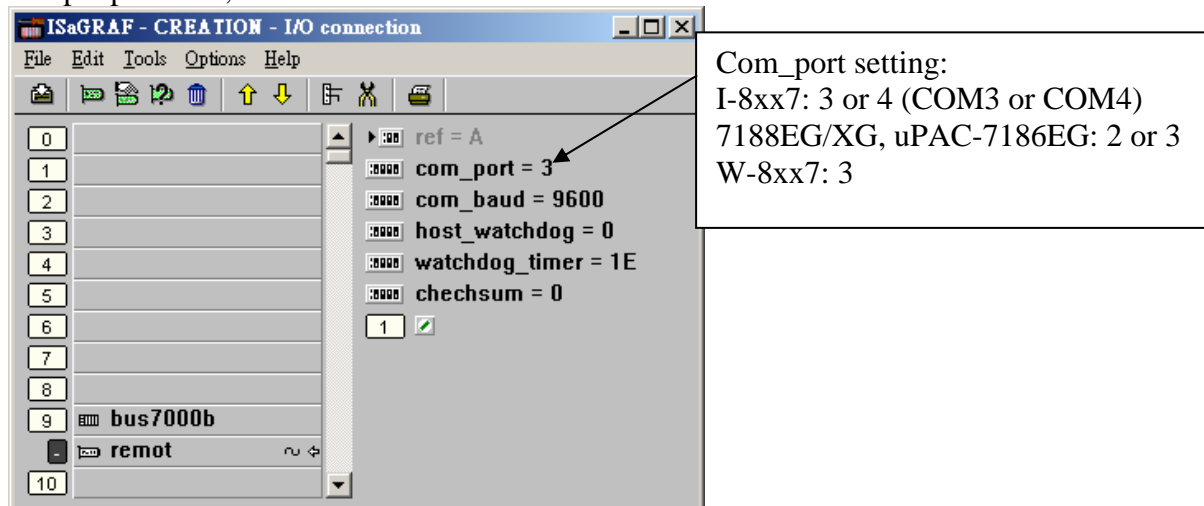 ISaGRAF - CREATION - I/O connection
File Edit Tools Options Help
0
1
2
3
4
5
6
7
8
9 bus7000b
- remot
10
ref = A
com_port = 3
com_baud = 9600
host_watchdog = 0
watchdog_timer = 1E
chechsum = 0
1
Com_port setting:
I-8xx7: 3 or 4 (COM3 or COM4)
7188EG/XG, uPAC-7186EG: 2 or 3
W-8xx7: 3